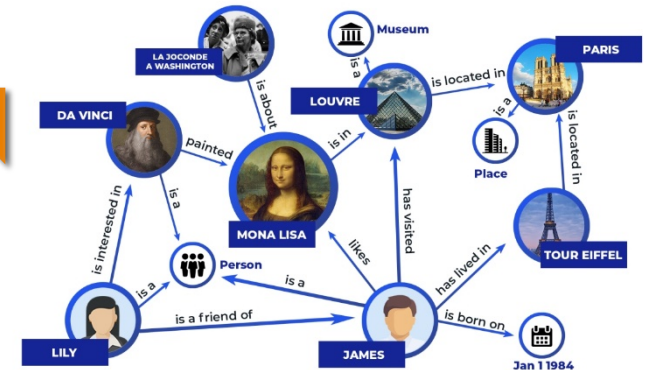 LA JOCONDE
A WASHINGTON
Museum
PARIS
is a
is about
is located in
DA VINCI
LOUVRE
is a
painted
is in
is located in
Place
MONA LISA
is a
has visited
is interested in
likes
TOUR EIFFEL
Person
has lived in
is a
is a
is a friend of
is born on
LILY
JAMES
Jan 1 1984